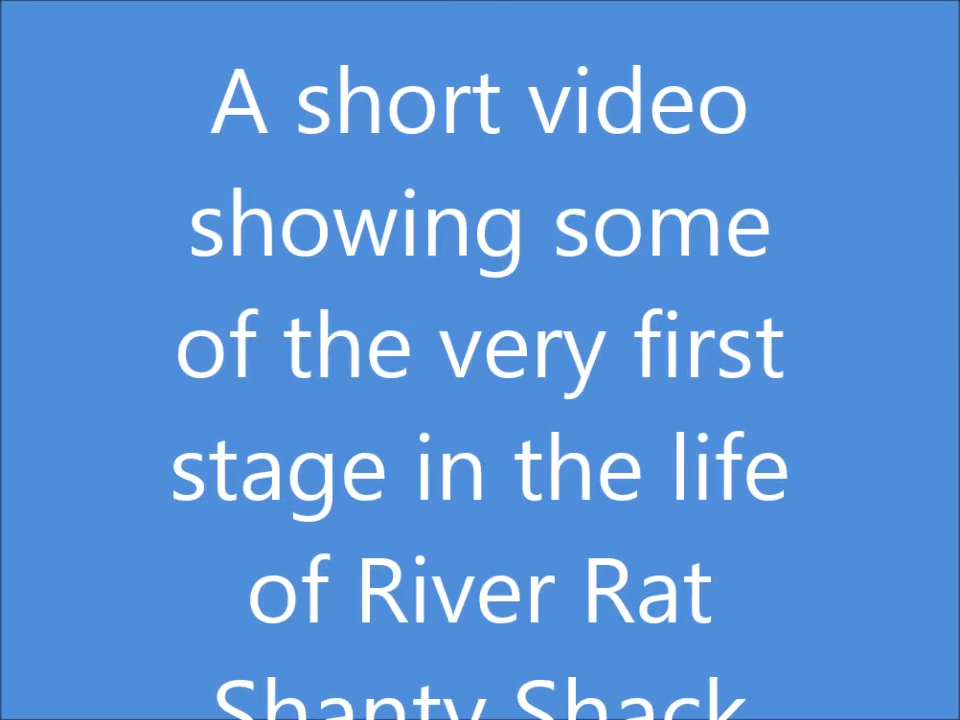 A short video
showing some
of the very first
stage in the life
of River Rat
Shanty Shack